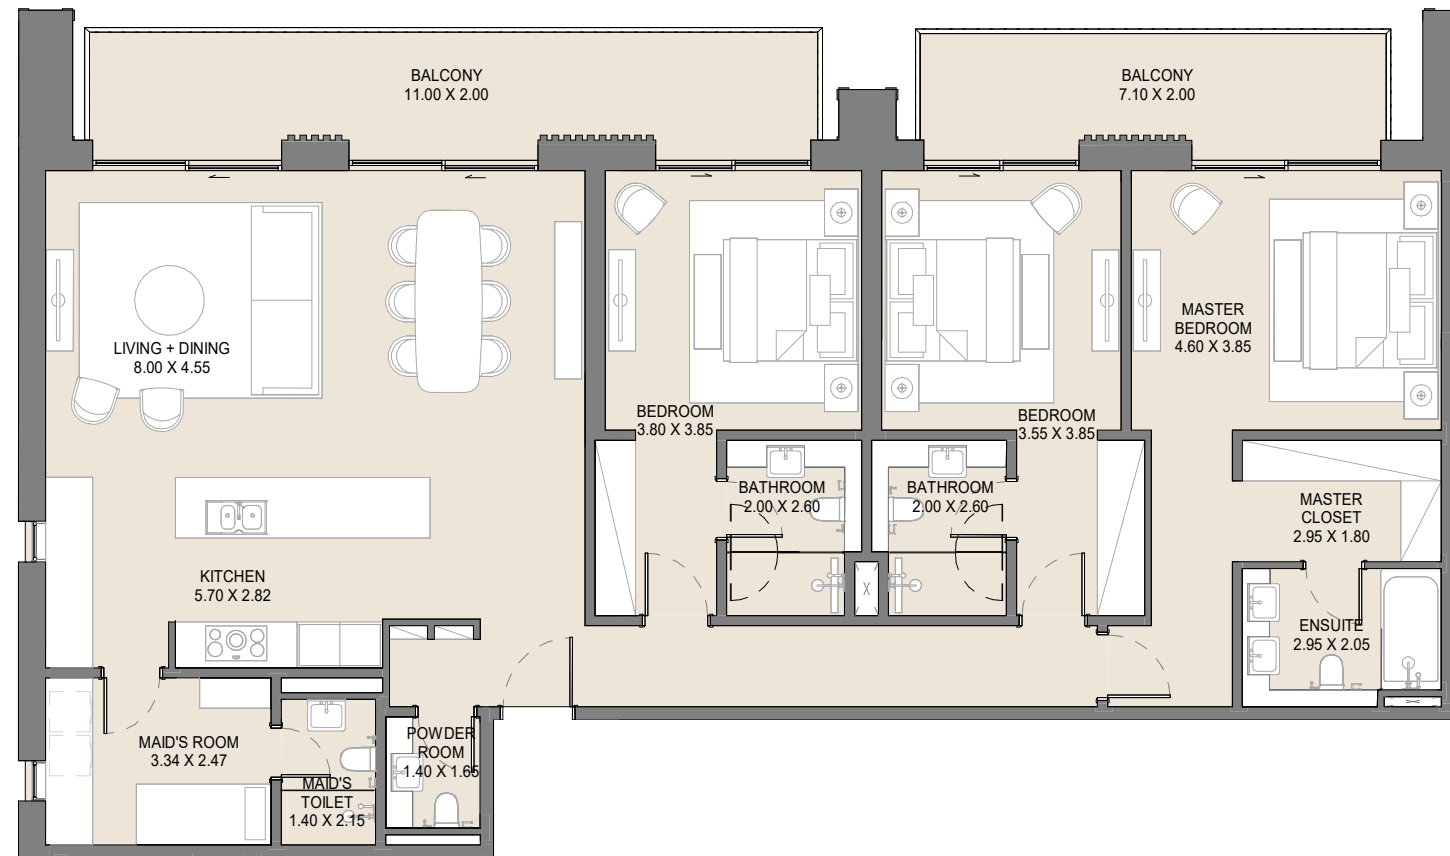 BALCONY
11.00 X 2.00
BALCONY
7.10 X 2.00
LIVING + DINING
8.00 X 4.55
MASTER
BEDROOM
4.60 X 3.85
BEDROOM
3.80 X 3.85
BEDROOM
3.55 X 3.85
BATHROOM
2.00 X 2.60
BATHROOM
2.00 X 2.60
MASTER
CLOSET
2.95 X 1.80
KITCHEN
5.70 X 2.82
ENSUITE
2.95 X 2.05
MAID'S ROOM
3.34 X 2.47
POWDER
ROOM
1.40 X 1.65
MAID'S
TOILET
1.40 X 2.15